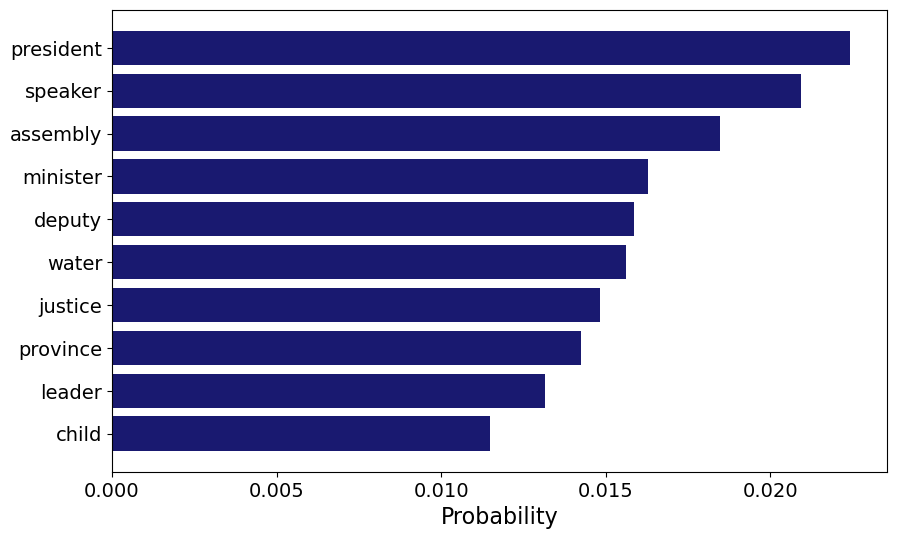 president
speaker
assembly
minister
deputy
water
justice
province
leader
child
0.000 0.005 0.010 0.015 0.020
Probability